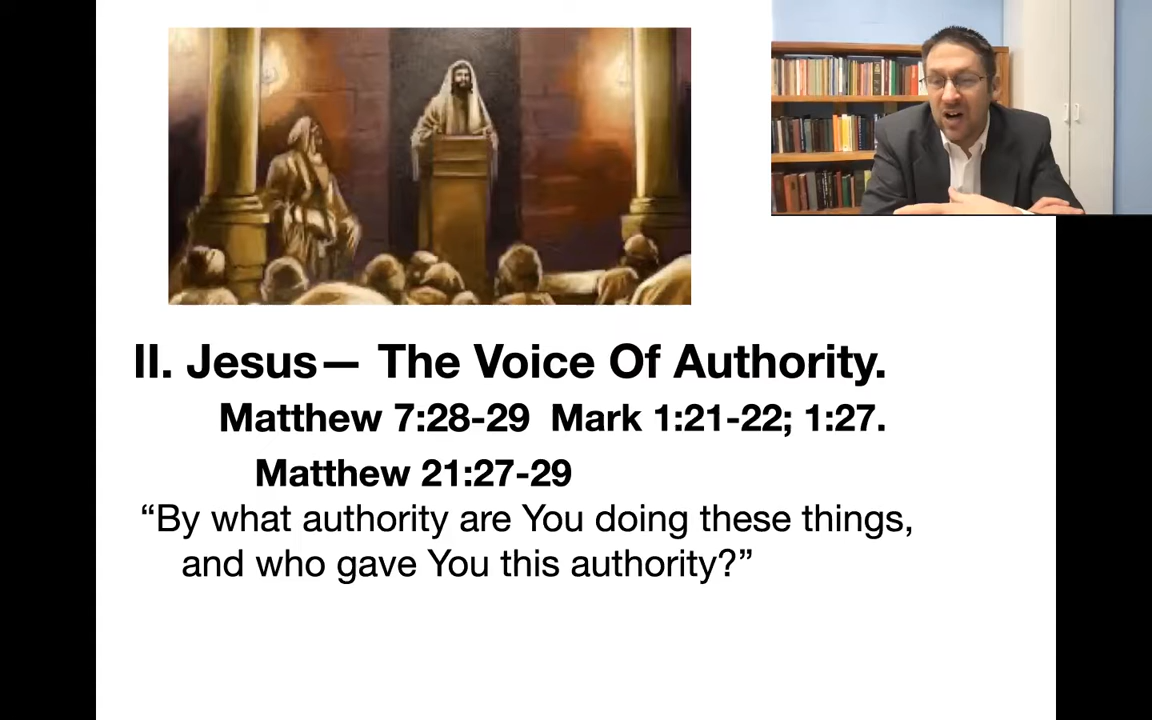 II. Jesus— The Voice Of Authority.
Matthew 7:28-29 Mark 1:21-22; 1:27.
Matthew 21:27-29
“By what authority are You doing these things,
and who gave You this authority?”